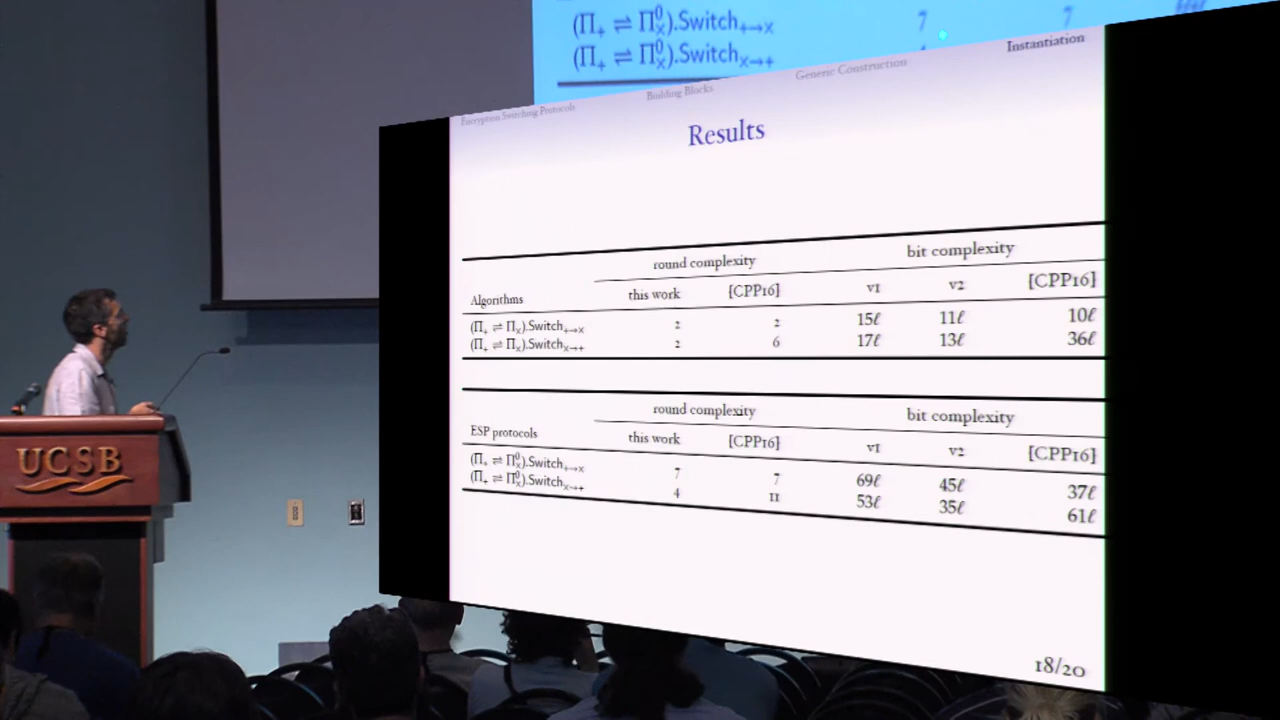 (Π₊ ⇌ Π⁰ₓ).Switch₊→ₓ 7 7
(Π₊ ⇌ Π⁰ₓ).Switchₓ→₊
Encryption Switching Protocols Building Blocks Generic Construction Instantiation
Results
round complexity bit complexity
Algorithms this work [CPP16] v1 v2 [CPP16]
(Π₊ ⇌ Πₓ).Switch₊→ₓ 2 2 15ℓ 11ℓ 10ℓ
(Π₊ ⇌ Πₓ).Switchₓ→₊ 2 6 17ℓ 13ℓ 36ℓ
round complexity bit complexity
ESP protocols this work [CPP16] v1 v2 [CPP16]
(Π₊ ⇌ Π⁰ₓ).Switch₊→ₓ 7 7 69ℓ 45ℓ 37ℓ
(Π₊ ⇌ Π⁰ₓ).Switchₓ→₊ 4 11 53ℓ 35ℓ 61ℓ
18/20
UCSB